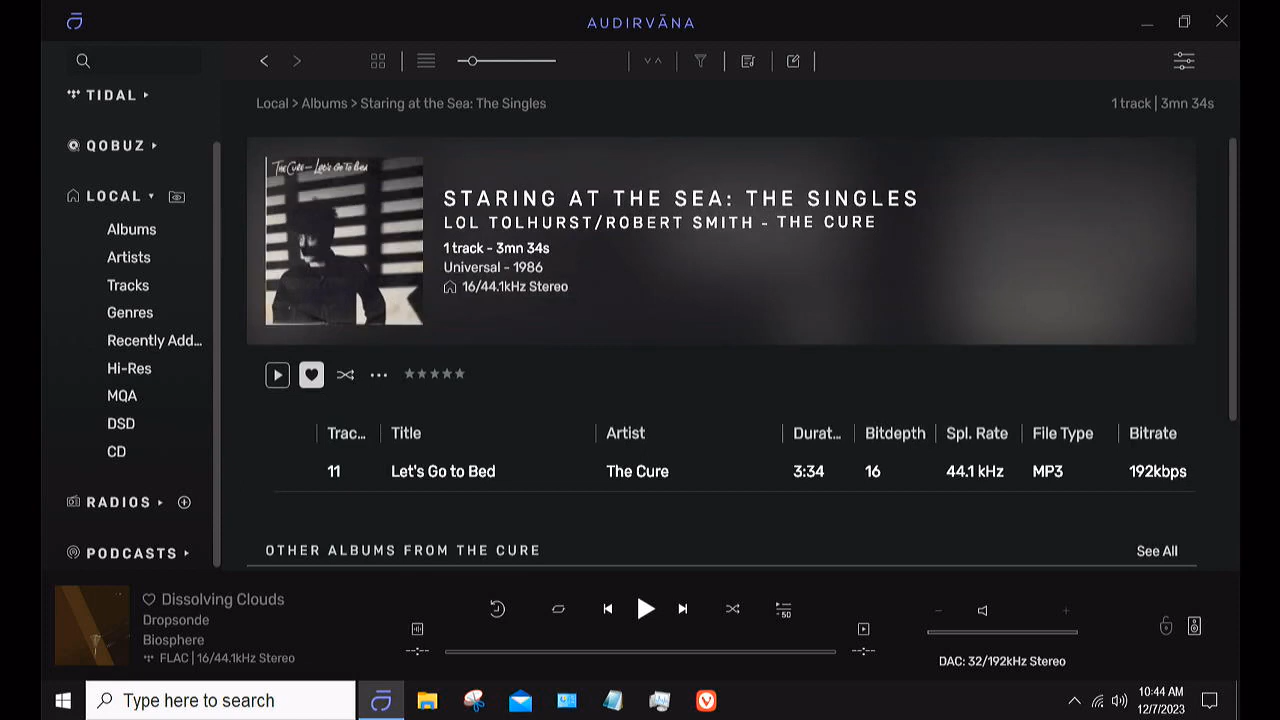 AUDIRVĀNA
TIDAL
QOBUZ
LOCAL
Albums
Artists
Tracks
Genres
Recently Add...
Hi-Res
MQA
DSD
CD
RADIOS
PODCASTS
Local > Albums > Staring at the Sea: The Singles
1 track | 3mn 34s
The Cure — Let's Go To Bed
STARING AT THE SEA: THE SINGLES
LOL TOLHURST/ROBERT SMITH - THE CURE
1 track - 3mn 34s
Universal - 1986
16/44.1kHz Stereo
Trac... Title Artist Durat... Bitdepth Spl. Rate File Type Bitrate
11 Let's Go to Bed The Cure 3:34 16 44.1 kHz MP3 192kbps
OTHER ALBUMS FROM THE CURE
See All
Dissolving Clouds
Dropsonde
Biosphere
FLAC | 16/44.1kHz Stereo
50
DAC: 32/192kHz Stereo
Type here to search
10:44 AM
12/7/2023